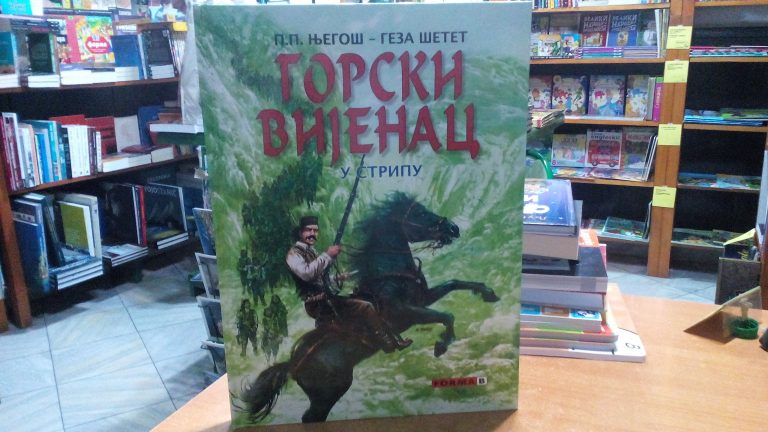 П.П. ЊЕГОШ – ГЕЗА ШЕТЕТ
ГОРСКИ
ВИЈЕНАЦ
У СТРИПУ
FORMA B